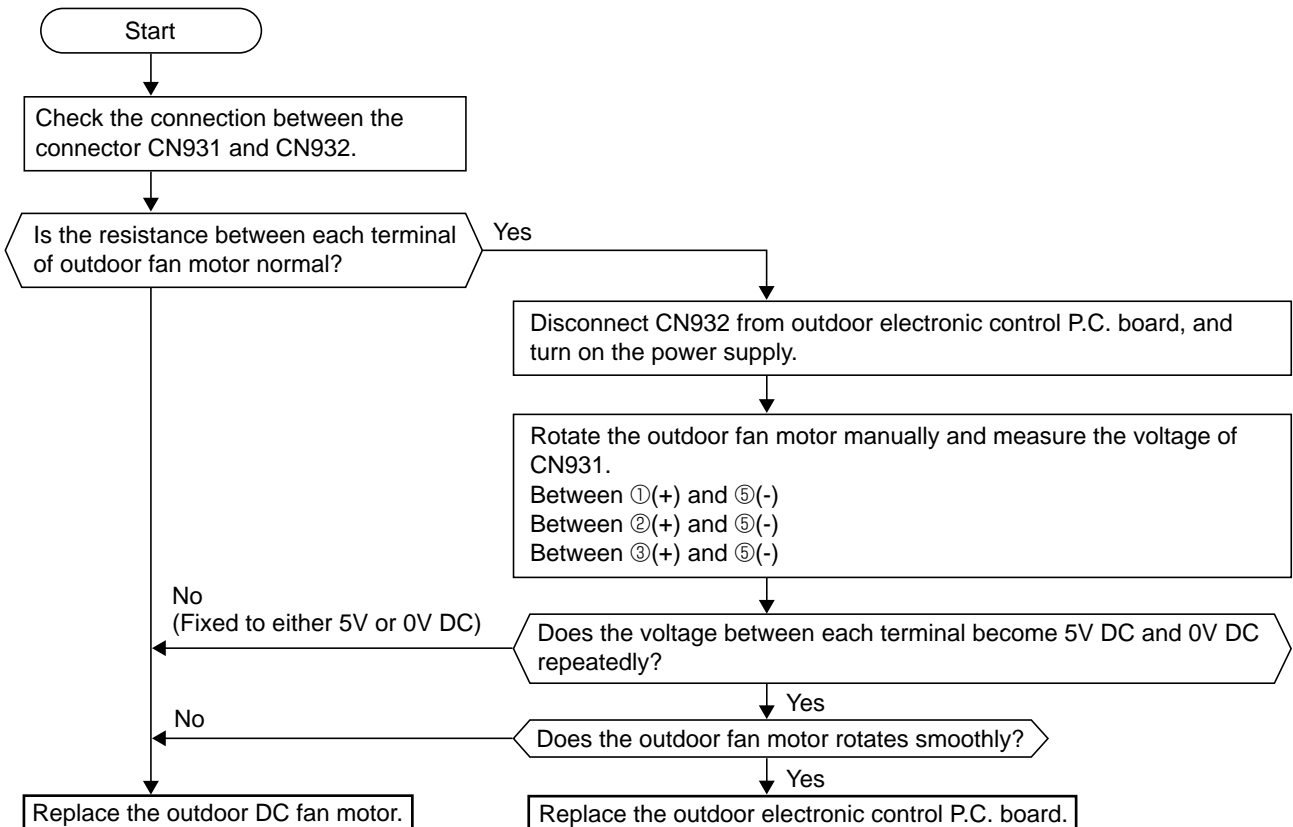 Start
Check the connection between the
connector CN931 and CN932.
Is the resistance between each terminal
of outdoor fan motor normal?
Yes
Disconnect CN932 from outdoor electronic control P.C. board, and
turn on the power supply.
Rotate the outdoor fan motor manually and measure the voltage of
CN931.
Between ①(+) and ⑤(-)
Between ②(+) and ⑤(-)
Between ③(+) and ⑤(-)
No
(Fixed to either 5V or 0V DC)
Does the voltage between each terminal become 5V DC and 0V DC
repeatedly?
Yes
No
Does the outdoor fan motor rotates smoothly?
Yes
Replace the outdoor DC fan motor.
Replace the outdoor electronic control P.C. board.